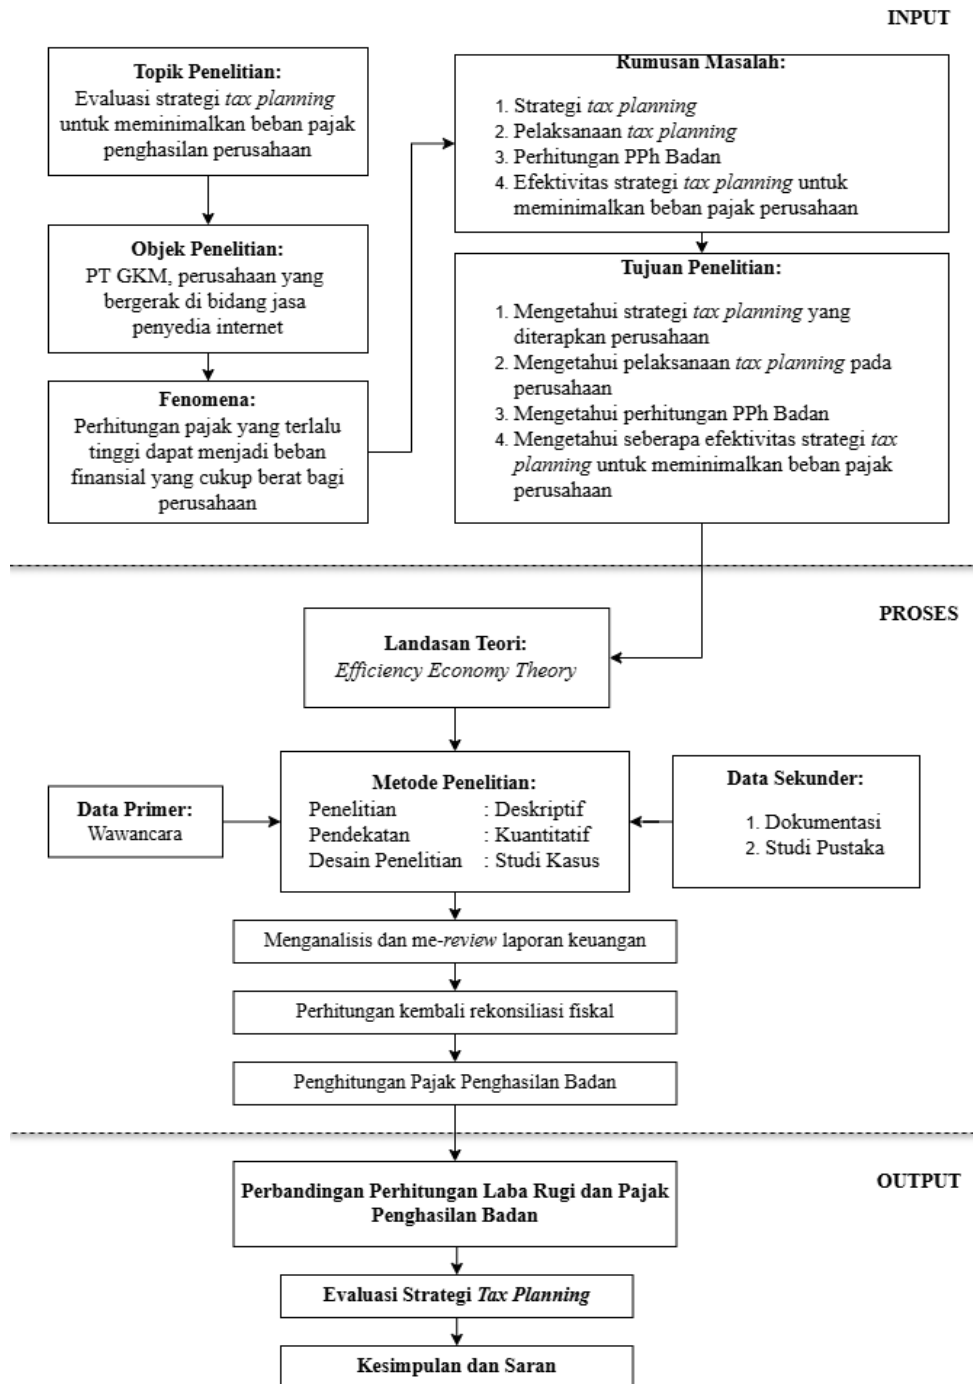 INPUT
Topik Penelitian:
Evaluasi strategi tax planning
untuk meminimalkan beban pajak
penghasilan perusahaan
Objek Penelitian:
PT GKM, perusahaan yang
bergerak di bidang jasa
penyedia internet
Fenomena:
Perhitungan pajak yang terlalu
tinggi dapat menjadi beban
finansial yang cukup berat bagi
perusahaan
Rumusan Masalah:
1. Strategi tax planning
2. Pelaksanaan tax planning
3. Perhitungan PPh Badan
4. Efektivitas strategi tax planning untuk
meminimalkan beban pajak perusahaan
Tujuan Penelitian:
1. Mengetahui strategi tax planning yang
diterapkan perusahaan
2. Mengetahui pelaksanaan tax planning pada
perusahaan
3. Mengetahui perhitungan PPh Badan
4. Mengetahui seberapa efektivitas strategi tax
planning untuk meminimalkan beban pajak
perusahaan
PROSES
Landasan Teori:
Efficiency Economy Theory
Data Primer:
Wawancara
Metode Penelitian:
Penelitian : Deskriptif
Pendekatan : Kuantitatif
Desain Penelitian : Studi Kasus
Data Sekunder:
1. Dokumentasi
2. Studi Pustaka
Menganalisis dan me-review laporan keuangan
Perhitungan kembali rekonsiliasi fiskal
Penghitungan Pajak Penghasilan Badan
OUTPUT
Perbandingan Perhitungan Laba Rugi dan Pajak
Penghasilan Badan
Evaluasi Strategi Tax Planning
Kesimpulan dan Saran